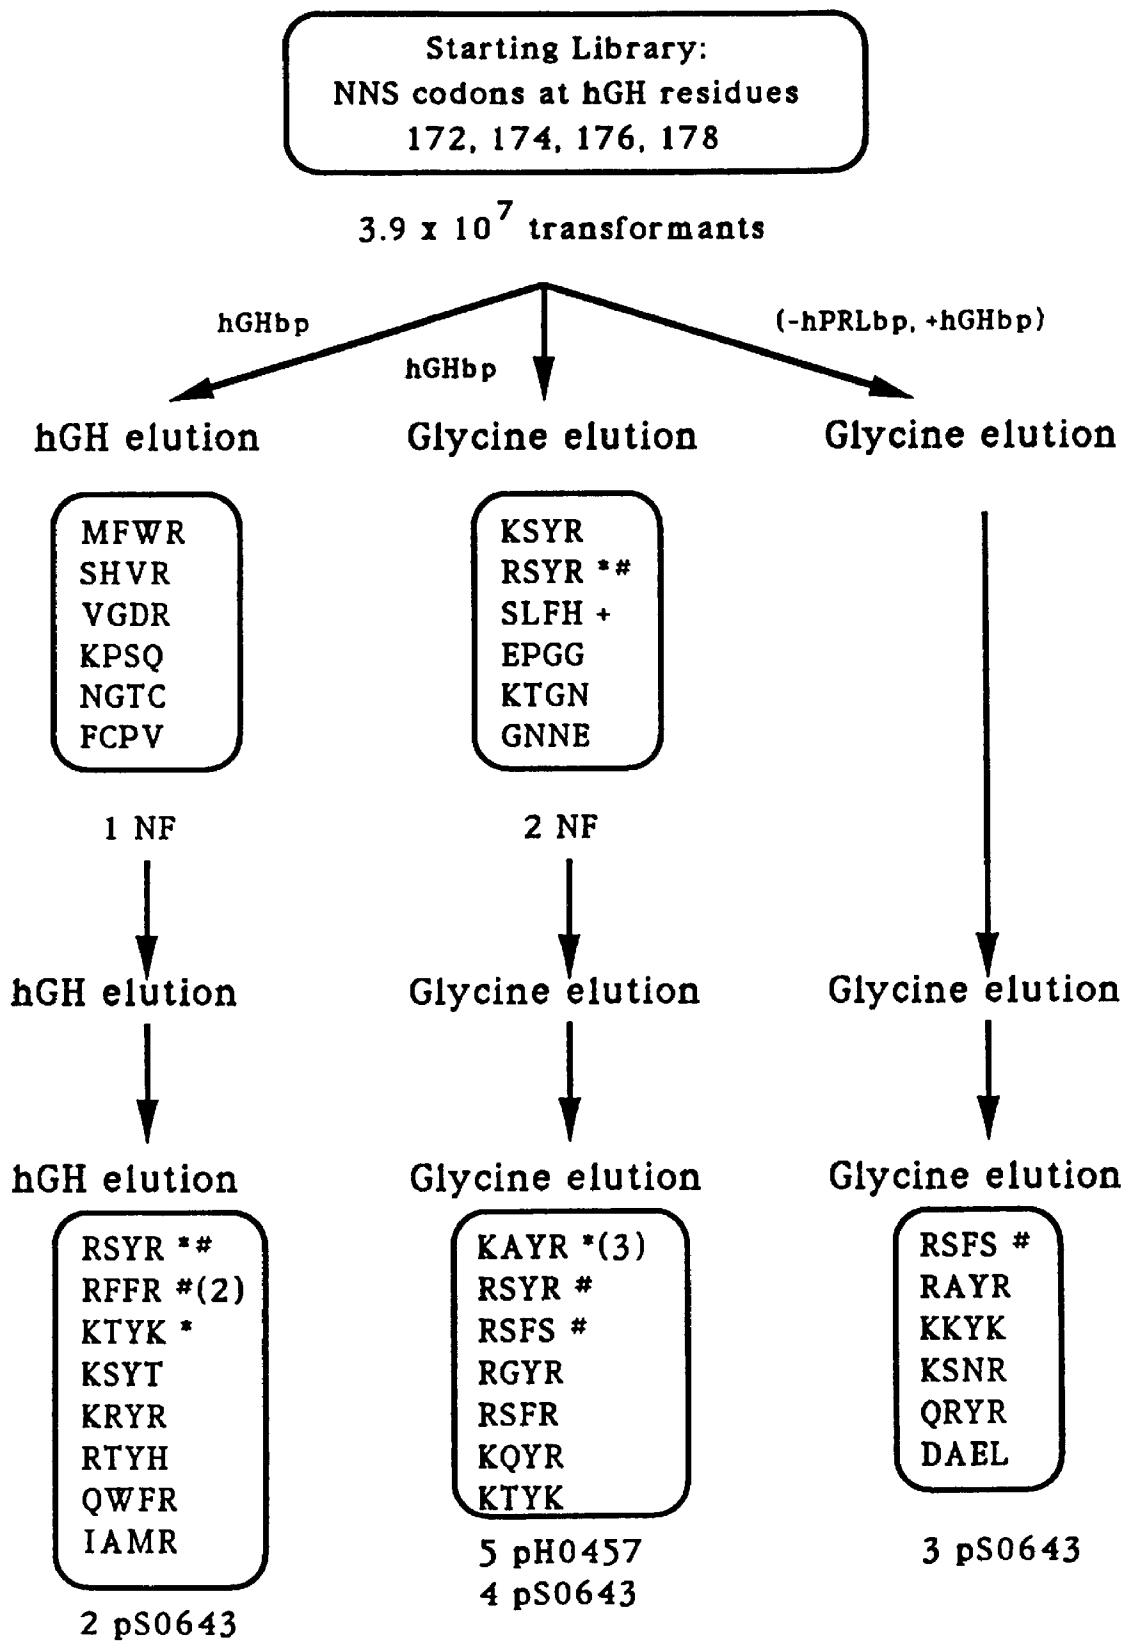 Starting Library:
NNS codons at hGH residues
172, 174, 176, 178
3.9 x 10^7 transformants
hGHbp
hGHbp
(-hPRLbp, +hGHbp)
hGH elution
Glycine elution
Glycine elution
MFWR
SHVR
VGDR
KPSQ
NGTC
FCPV
1 NF
KSYR
RSYR *#
SLFH +
EPGG
KTGN
GNNE
2 NF
hGH elution
Glycine elution
Glycine elution
hGH elution
Glycine elution
Glycine elution
RSYR *#
RFFR #(2)
KTYK *
KSYT
KRYR
RTYH
QWFR
IAMR
2 pS0643
KAYR *(3)
RSYR #
RSFS #
RGYR
RSFR
KQYR
KTYK
5 pH0457
4 pS0643
RSFS #
RAYR
KKYK
KSNR
QRYR
DAEL
3 pS0643